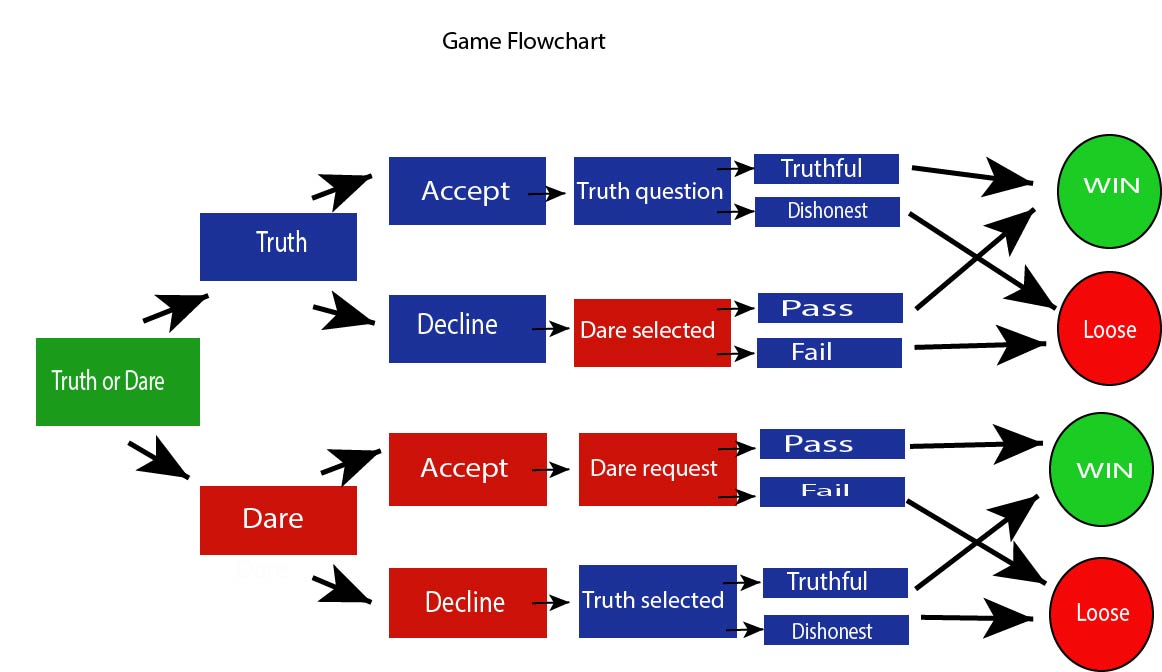 Game Flowchart
Truth or Dare
Truth
Accept
Truth question
Truthful
Dishonest
WIN
Decline
Dare selected
Pass
Fail
Loose
Dare
Accept
Dare request
Pass
Fail
WIN
Decline
Truth selected
Truthful
Dishonest
Loose